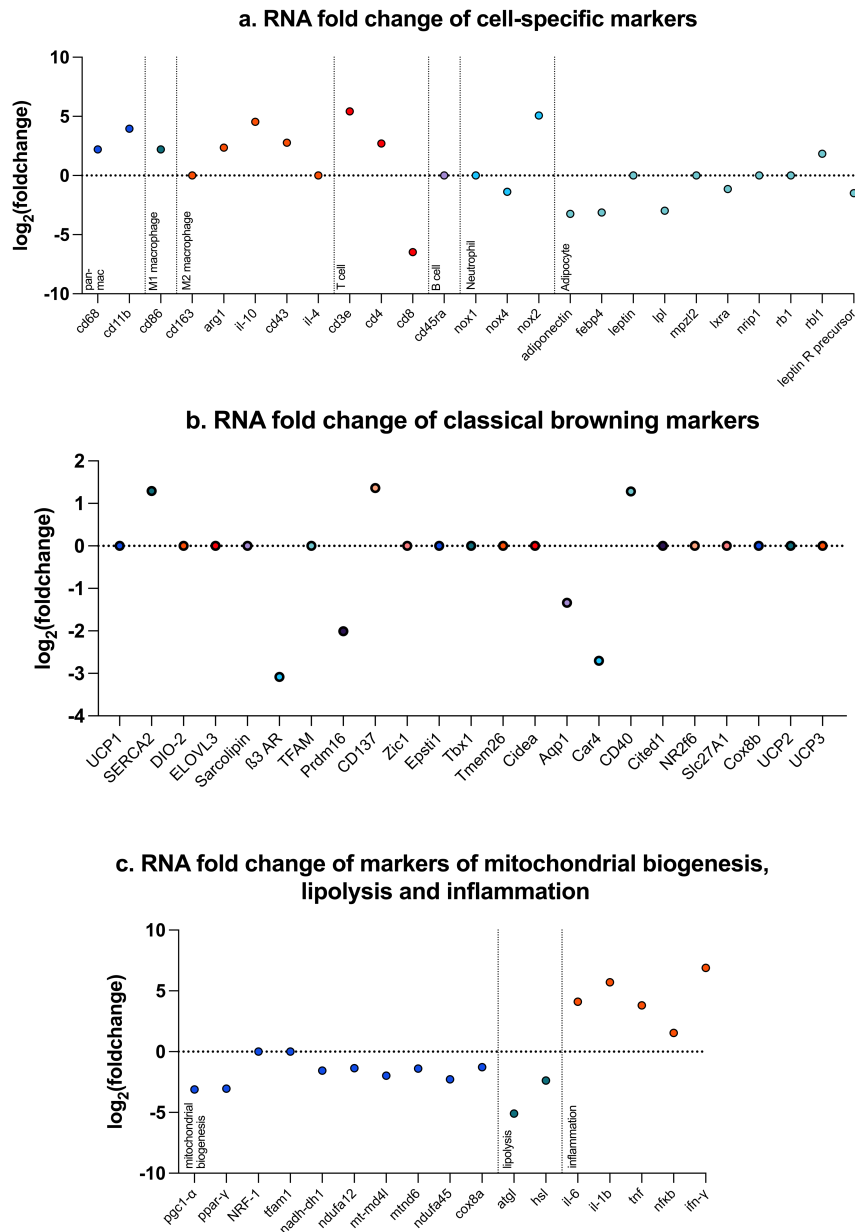 a. RNA fold change of cell-specific markers
log2(foldchange)
10
5
0
-5
-10
pan-
mac
M1 macrophage
M2 macrophage
T cell
B cell
Neutrophil
Adipocyte
cd68
cd11b
cd86
cd163
arg1
il-10
cd43
il-4
cd3e
cd4
cd8
cd45ra
nox1
nox4
nox2
adiponectin
febp4
leptin
lpl
mpzl2
lxra
nrip1
rb1
rbl1
leptin R precursor
b. RNA fold change of classical browning markers
log2(foldchange)
2
1
0
-1
-2
-3
-4
UCP1
SERCA2
DIO-2
ELOVL3
Sarcolipin
ß3 AR
TFAM
Prdm16
CD137
Zic1
Epsti1
Tbx1
Tmem26
Cidea
Aqp1
Car4
CD40
Cited1
NR2f6
Slc27A1
Cox8b
UCP2
UCP3
c. RNA fold change of markers of mitochondrial biogenesis,
lipolysis and inflammation
log2(foldchange)
10
5
0
-5
-10
mitochondrial
biogenesis
lipolysis
inflammation
pgc1-α
ppar-γ
NRF-1
tfam1
nadh-dh1
ndufa12
mt-md4l
mtnd6
ndufa45
cox8a
atgl
hsl
il-6
il-1b
tnf
nfkb
ifn-γ